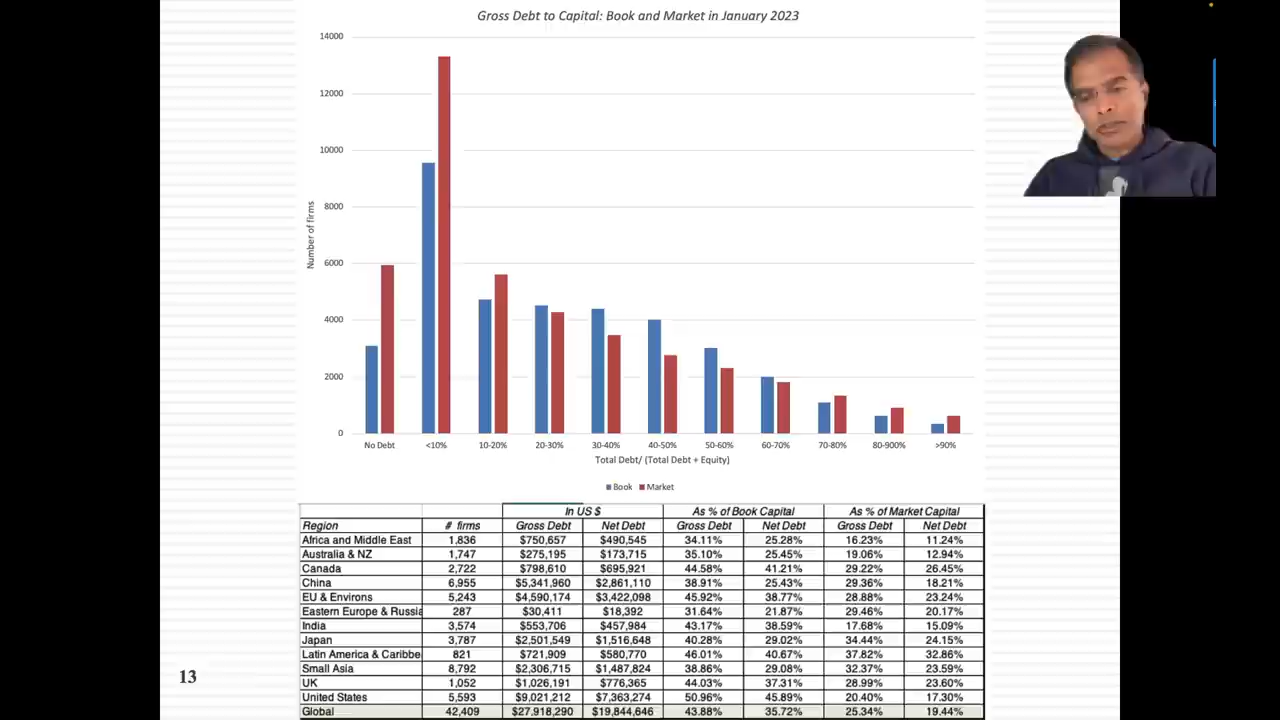 Gross Debt to Capital: Book and Market in January 2023
14000
12000
10000
8000
6000
4000
2000
0
Number of firms
No Debt <10% 10-20% 20-30% 30-40% 40-50% 50-60% 60-70% 70-80% 80-900% >90%
Total Debt/ (Total Debt + Equity)
Book Market
In US $ As % of Book Capital As % of Market Capital
Region # firms Gross Debt Net Debt Gross Debt Net Debt Gross Debt Net Debt
Africa and Middle East 1,836 $750,657 $490,545 34.11% 25.28% 16.23% 11.24%
Australia & NZ 1,747 $275,195 $173,715 35.10% 25.45% 19.06% 12.94%
Canada 2,722 $798,610 $695,921 44.58% 41.21% 29.22% 26.45%
China 6,955 $5,341,960 $2,861,110 38.91% 25.43% 29.36% 18.21%
EU & Environs 5,243 $4,590,174 $3,422,098 45.92% 38.77% 28.88% 23.24%
Eastern Europe & Russia 287 $30,411 $18,392 31.64% 21.87% 29.46% 20.17%
India 3,574 $553,706 $457,984 43.17% 38.59% 17.68% 15.09%
Japan 3,787 $2,501,549 $1,516,648 40.28% 29.02% 34.44% 24.15%
Latin America & Caribbe 821 $721,909 $580,770 46.01% 40.67% 37.82% 32.86%
Small Asia 8,792 $2,306,715 $1,487,824 38.86% 29.08% 32.37% 23.59%
UK 1,052 $1,026,191 $776,365 44.03% 37.31% 28.99% 23.60%
United States 5,593 $9,021,212 $7,363,274 50.96% 45.89% 20.40% 17.30%
Global 42,409 $27,918,290 $19,844,646 43.88% 35.72% 25.34% 19.44%
13